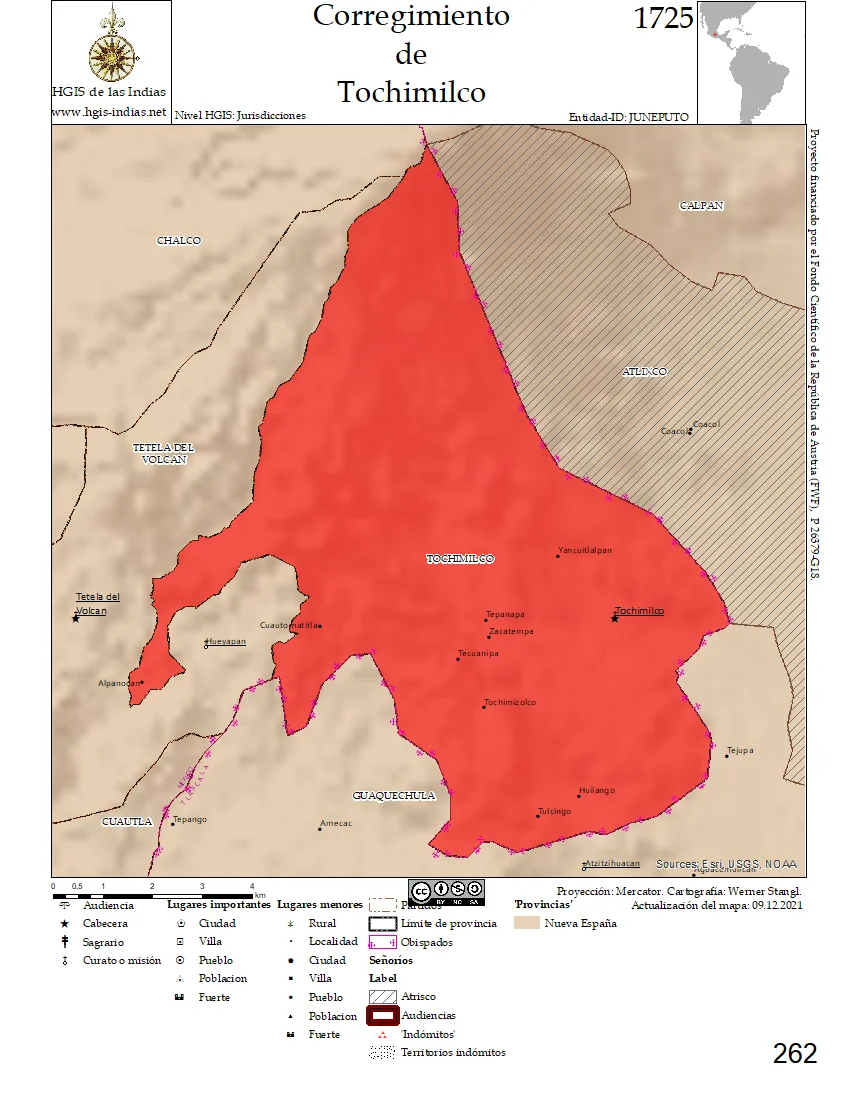 Corregimiento
de
Tochimilco
1725
HGIS de las Indias
www.hgis-indias.net
Nivel HGIS: Jurisdicciones
Entidad-ID: JUNEPUTO
Proyecto financiado por el Fondo Científico de la República de Austria (FWF), P 26379-G18.
CALPAN
CHALCO
ATLIXCO
Coacol
Coacol
TETELA DEL
VOLCAN
TOCHIMILCO
Yancuitlalpan
Tetela del
Volcan
Tochimilco
Tepanapa
Cuautomatitla
Zacatempa
Hueyapan
Tecuanipa
Alpanocan
Tochimizolco
Tejupa
TLAXCALA
GUAQUECHULA
Huilango
Tulcingo
CUAUTLA
Tepango
Amecac
Atzitzihuacan
Sources: Esri, USGS, NOAA
0 0,5 1 2 3 4
km
CC BY NC SA
Proyección: Mercator. Cartografía: Werner Stangl.
Actualización del mapa: 09.12.2021
Audiencia
Cabecera
Sagrario
Curato o misión
Lugares importantes
Ciudad
Villa
Pueblo
Poblacion
Fuerte
Lugares menores
Rural
Localidad
Ciudad
Villa
Pueblo
Poblacion
Fuerte
Partidos
Límite de provincia
Obispados
Señoríos
Label
Atrisco
Audiencias
'Indómitos'
Territorios indómitos
'Provincias'
Nueva España
262